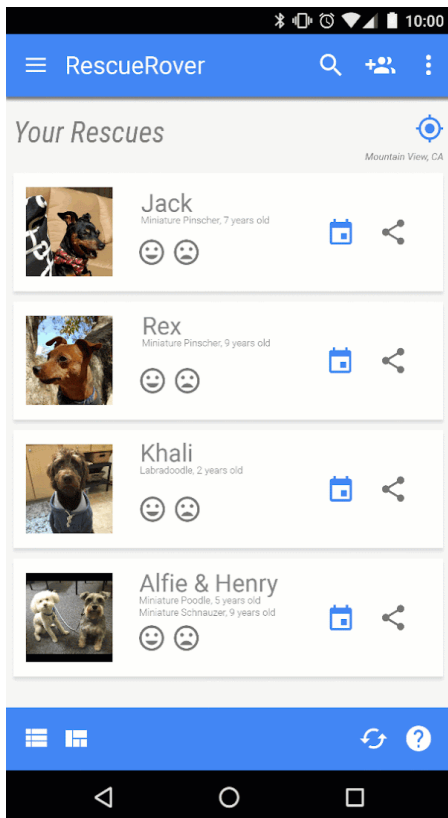 10:00
RescueRover
Your Rescues
Mountain View, CA
Jack
Miniature Pinscher, 7 years old
Rex
Miniature Pinscher, 9 years old
Khali
Labradoodle, 2 years old
Alfie & Henry
Miniature Poodle, 5 years old
Miniature Schnauzer, 9 years old